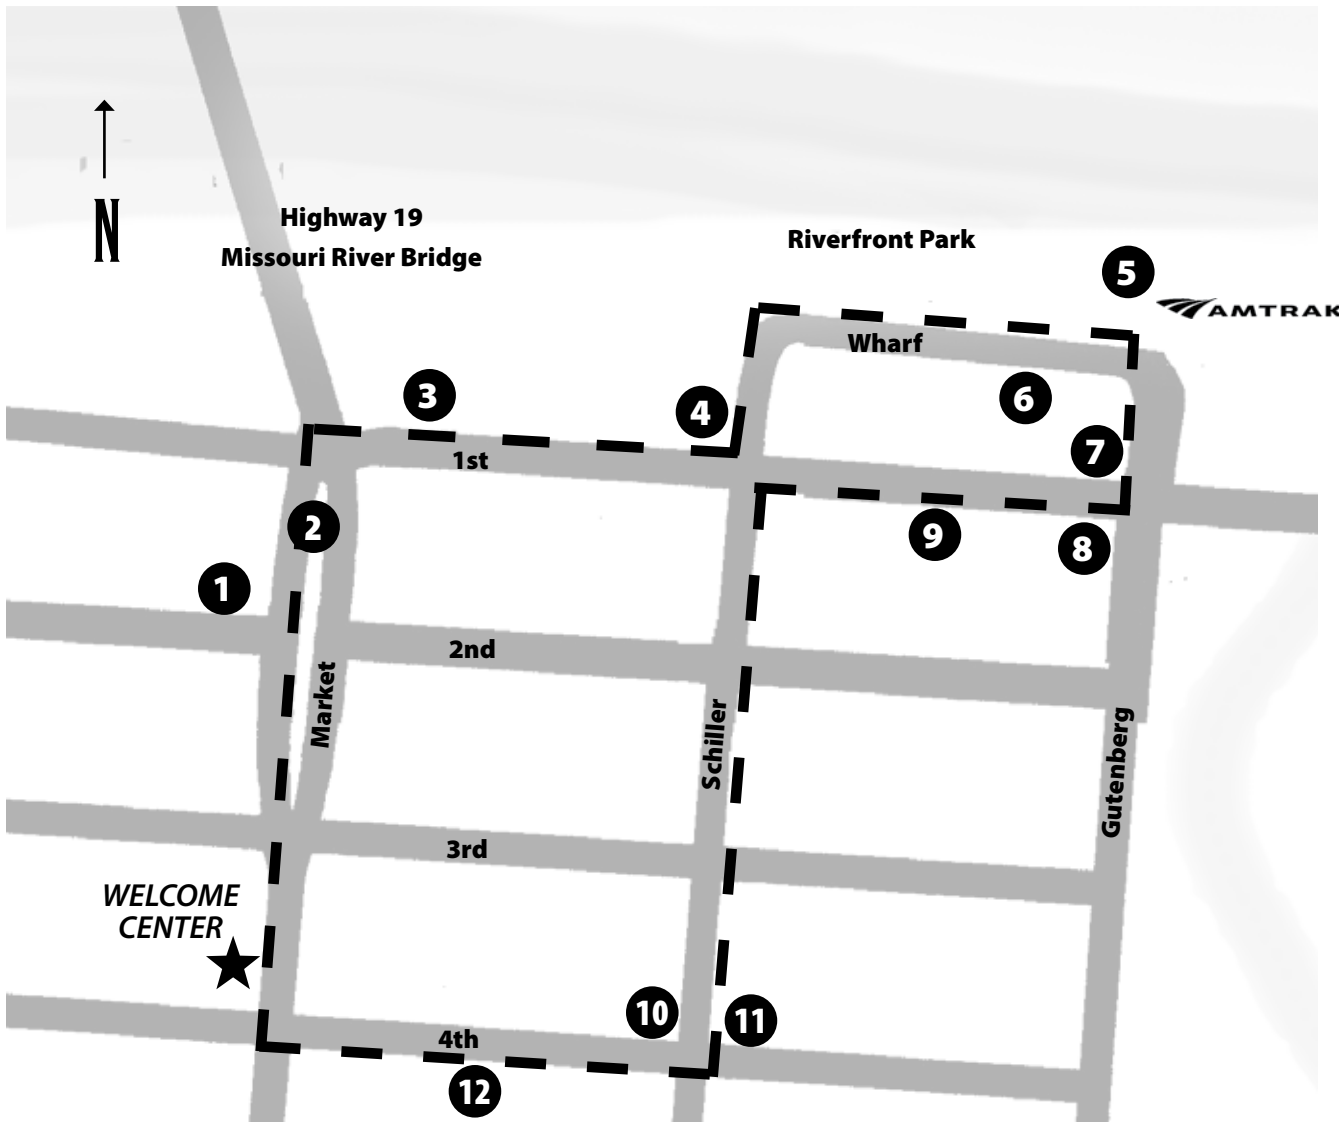 N
Highway 19
Missouri River Bridge
Riverfront Park
5
AMTRAK
Wharf
3
4
6
7
1st
2
9
8
1
2nd
Market
Schiller
Gutenberg
3rd
WELCOME
CENTER
10
11
4th
12